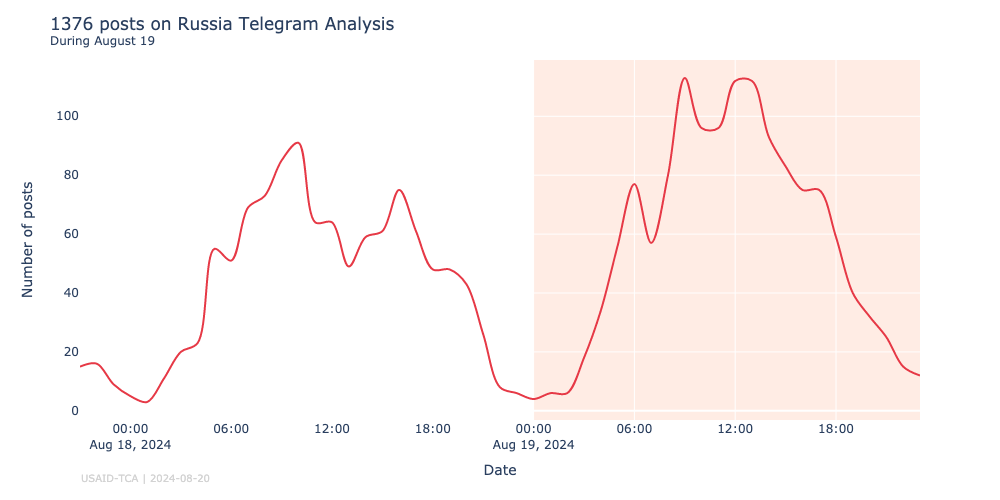 1376 posts on Russia Telegram Analysis
During August 19
Number of posts
100
80
60
40
20
0
00:00 06:00 12:00 18:00 00:00 06:00 12:00 18:00
Aug 18, 2024 Aug 19, 2024
Date
USAID-TCA | 2024-08-20